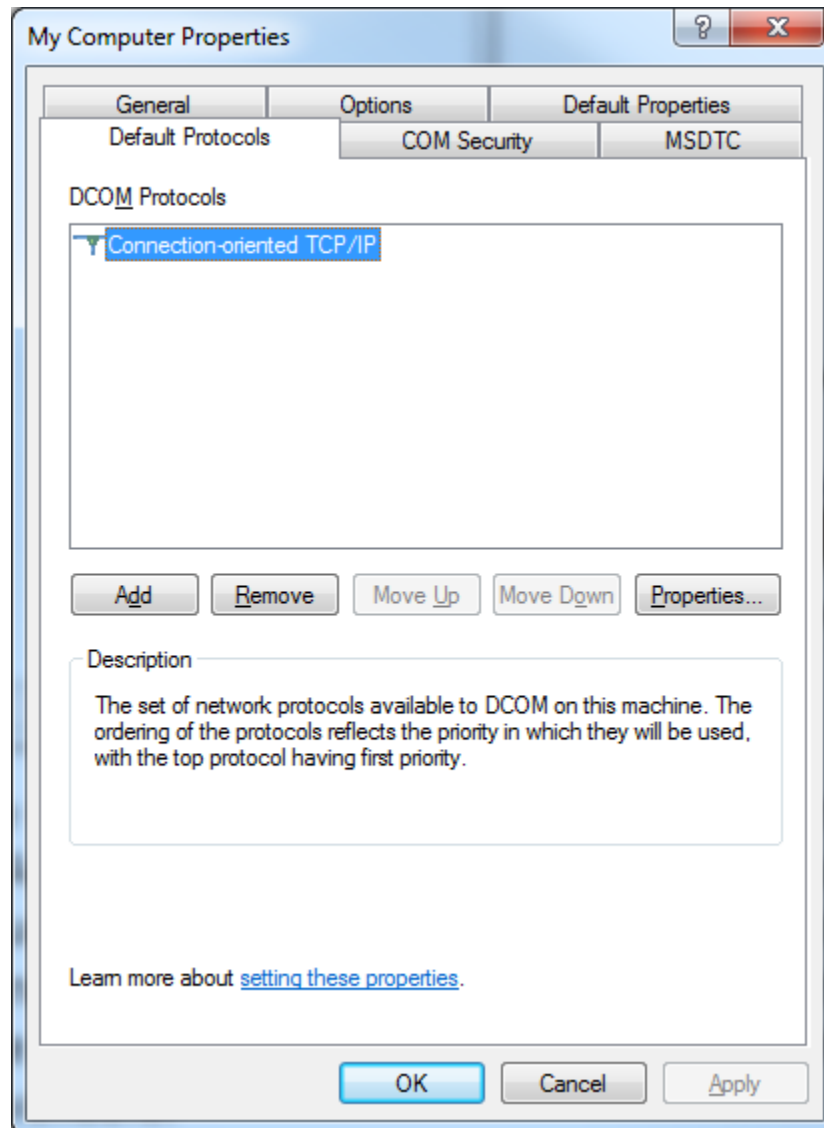 My Computer Properties
General
Options
Default Properties
Default Protocols
COM Security
MSDTC
DCOM Protocols
Connection-oriented TCP/IP
Add
Remove
Move Up
Move Down
Properties...
Description
The set of network protocols available to DCOM on this machine. The
ordering of the protocols reflects the priority in which they will be used,
with the top protocol having first priority.
Learn more about setting these properties.
OK
Cancel
Apply